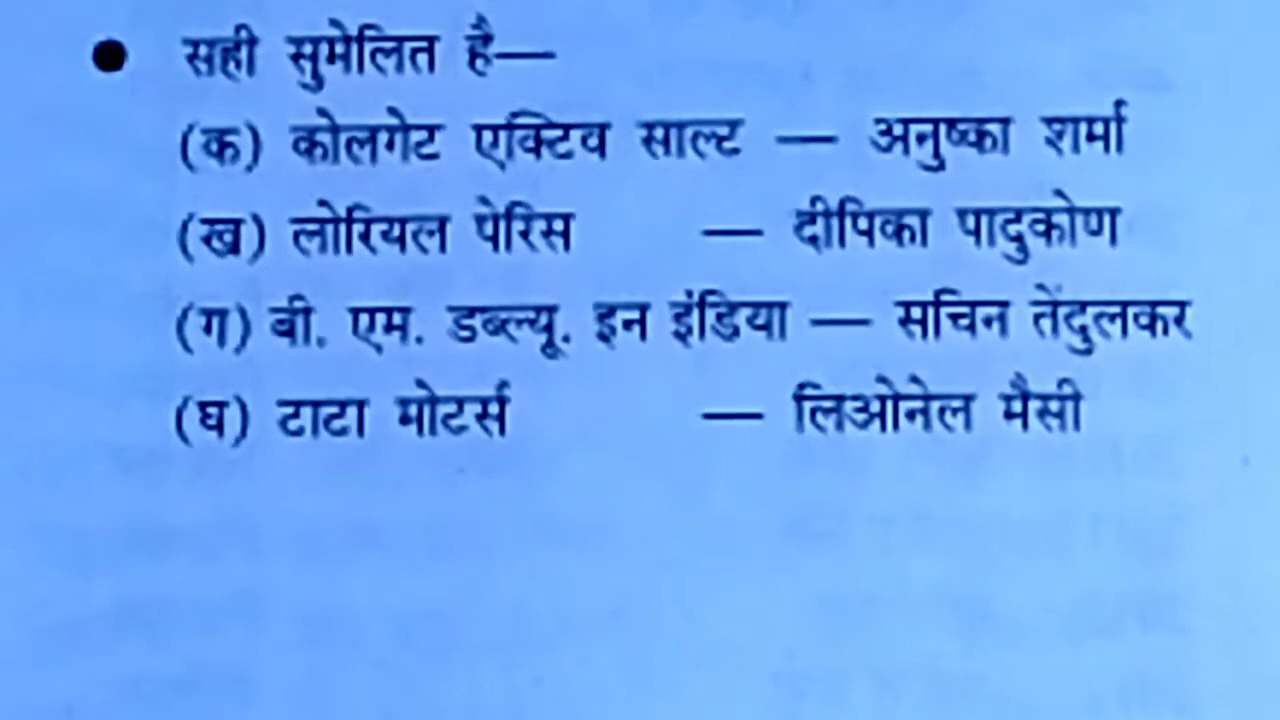 ● सही सुमेलित है—
(क) कोलगेट एक्टिव साल्ट — अनुष्का शर्मा
(ख) लोरियल पेरिस — दीपिका पादुकोण
(ग) बी. एम. डब्ल्यू. इन इंडिया — सचिन तेंदुलकर
(घ) टाटा मोटर्स — लिओनेल मैसी